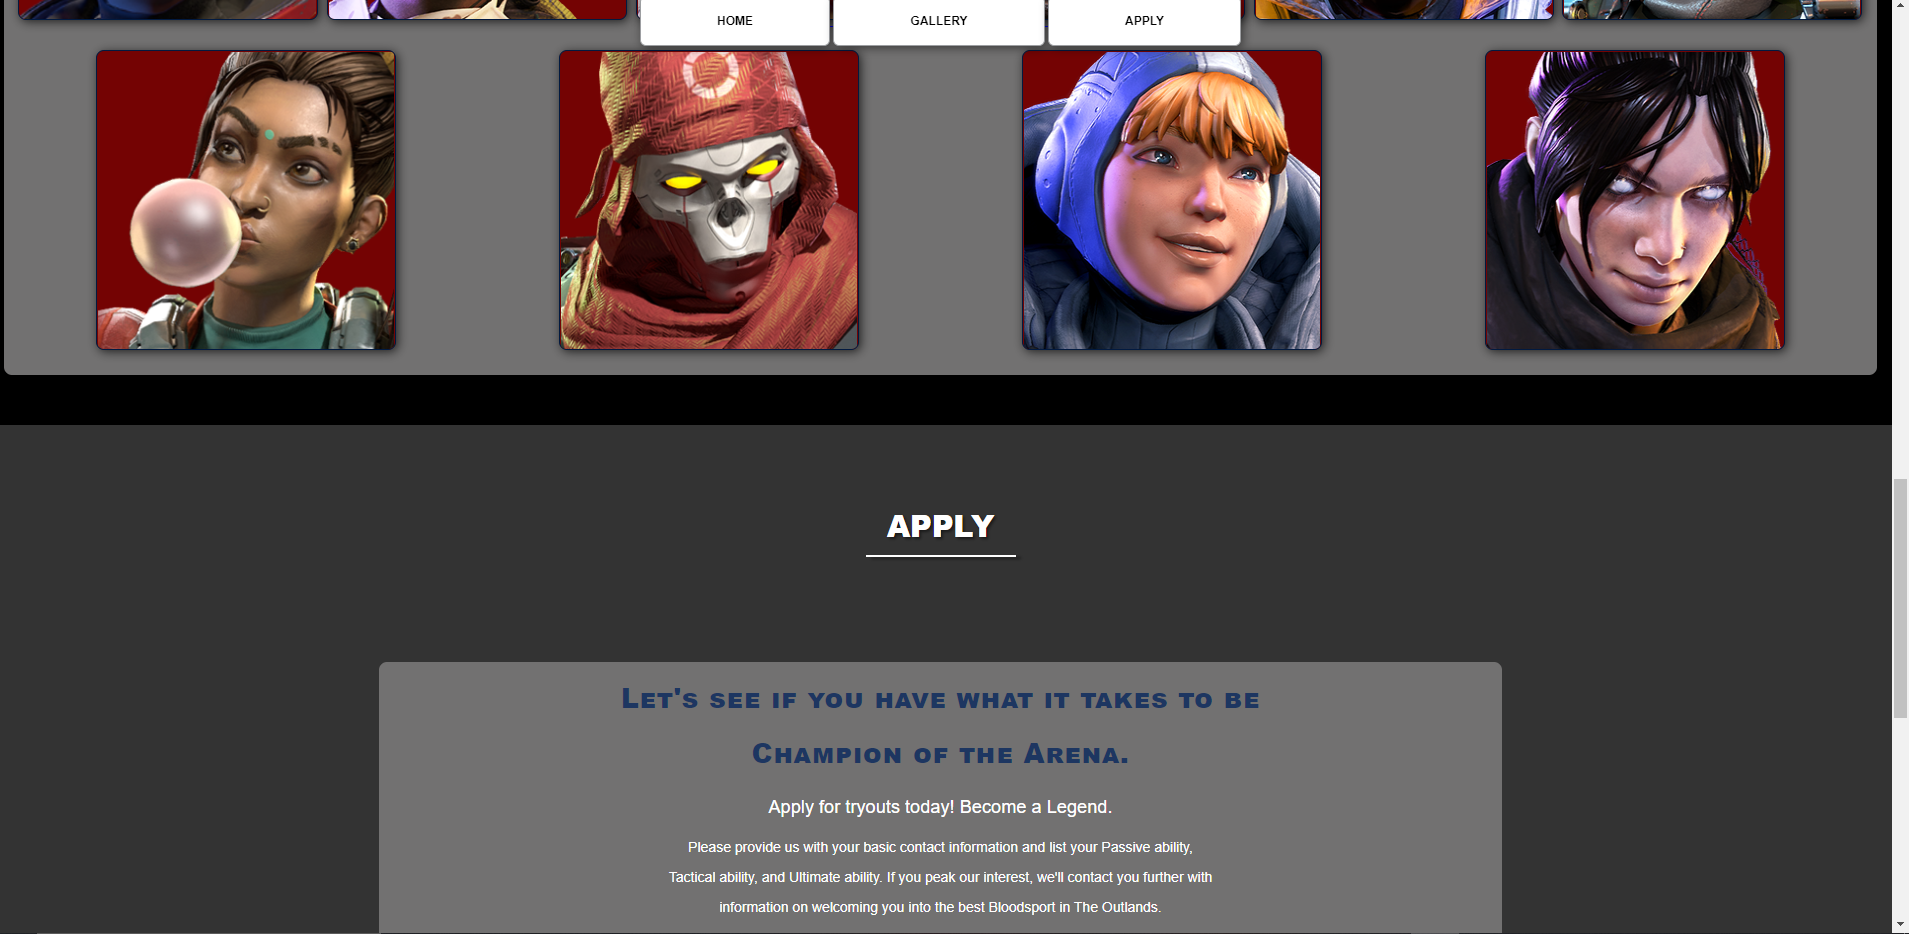 HOME GALLERY APPLY
APPLY
Let's see if you have what it takes to be
Champion of the Arena.
Apply for tryouts today! Become a Legend.
Please provide us with your basic contact information and list your Passive ability,
Tactical ability, and Ultimate ability. If you peak our interest, we'll contact you further with
information on welcoming you into the best Bloodsport in The Outlands.